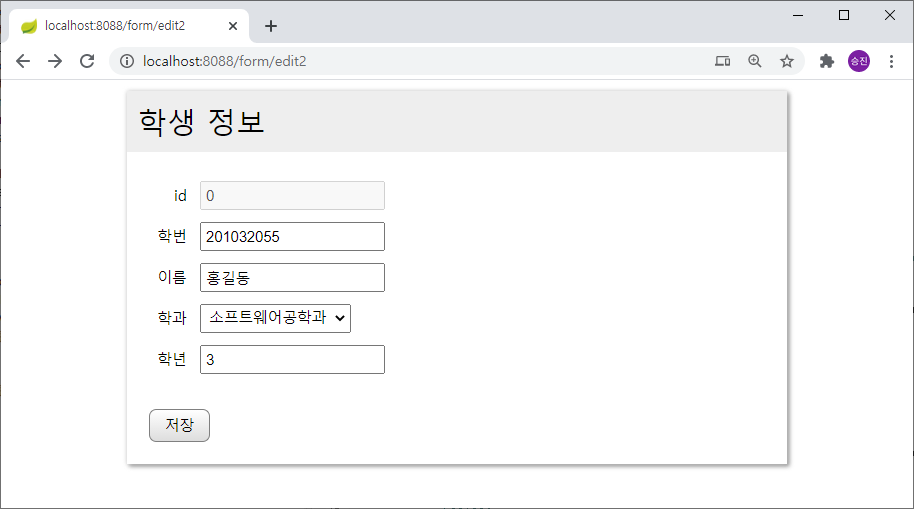 localhost:8088/form/edit2
localhost:8088/form/edit2
승진
학생 정보
id 0
학번 201032055
이름 홍길동
학과 소프트웨어공학과
학년 3
저장